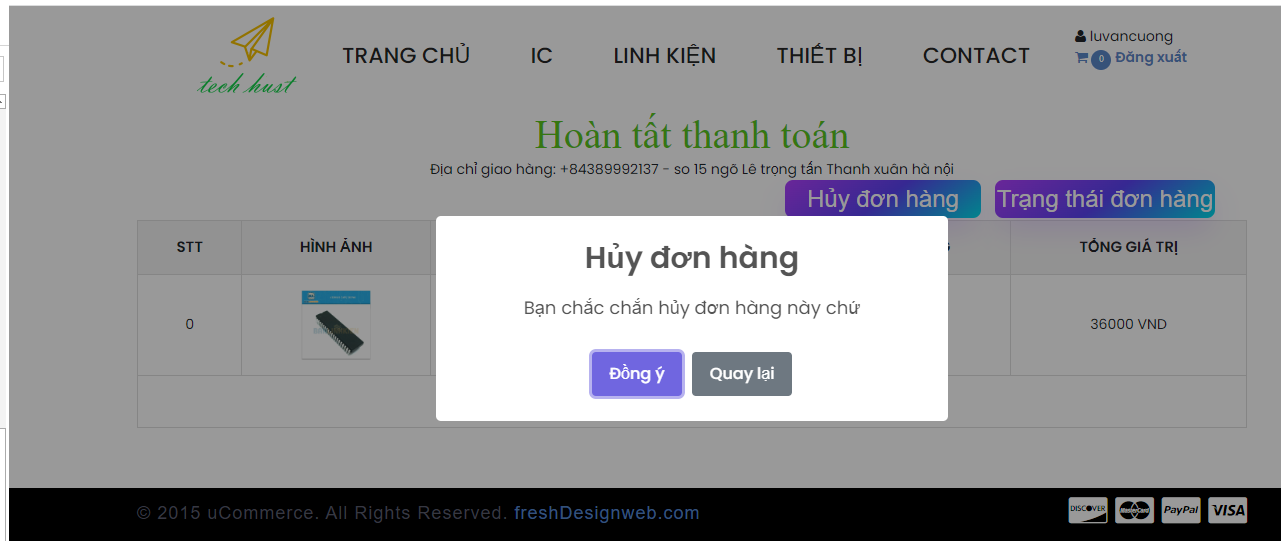 tech hust
TRANG CHỦ IC LINH KIỆN THIẾT BỊ CONTACT
luvancuong
0 Đăng xuất
Hoàn tất thanh toán
Địa chỉ giao hàng: +84389992137 - so 15 ngõ Lê trọng tấn Thanh xuân hà nội
Hủy đơn hàng Trạng thái đơn hàng
STT HÌNH ẢNH TỔNG GIÁ TRỊ
Hủy đơn hàng
Bạn chắc chắn hủy đơn hàng này chứ
0 36000 VND
Đồng ý Quay lại
© 2015 uCommerce. All Rights Reserved. freshDesignweb.com
DISCOVER MasterCard PayPal VISA